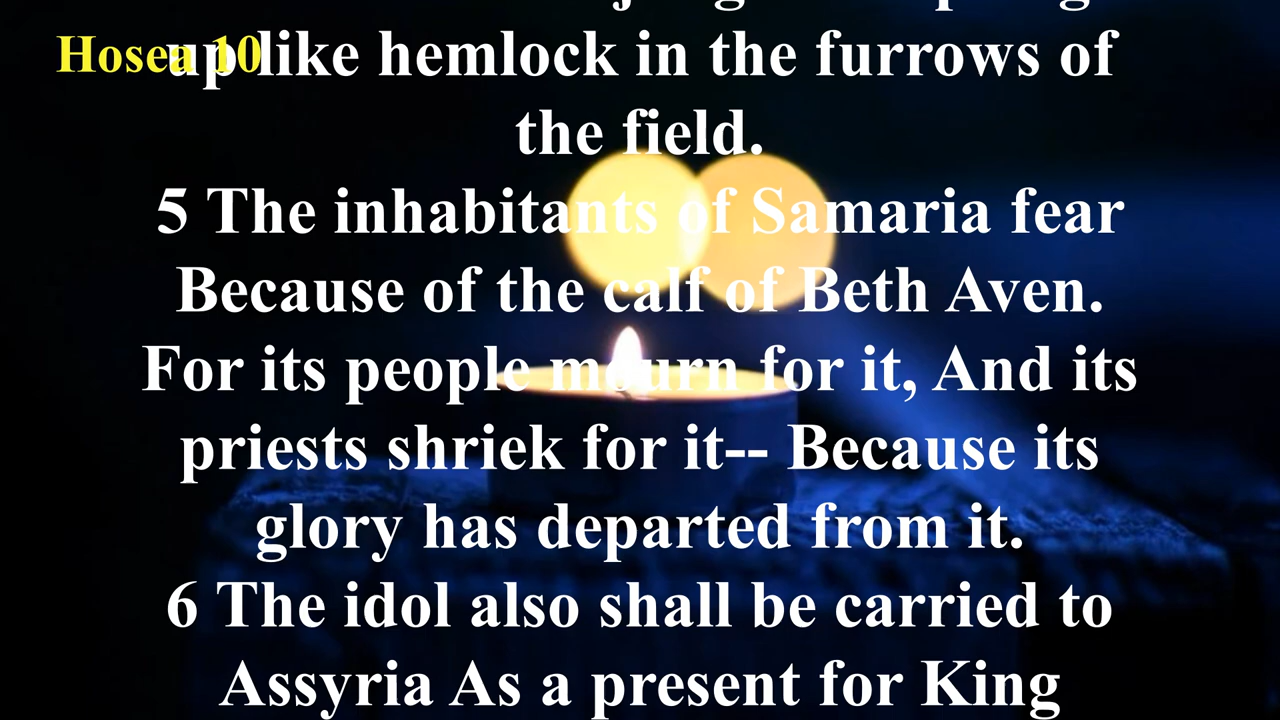 Hosea 10
up like hemlock in the furrows of
the field.
5 The inhabitants of Samaria fear
Because of the calf of Beth Aven.
For its people mourn for it, And its
priests shriek for it-- Because its
glory has departed from it.
6 The idol also shall be carried to
Assyria As a present for King